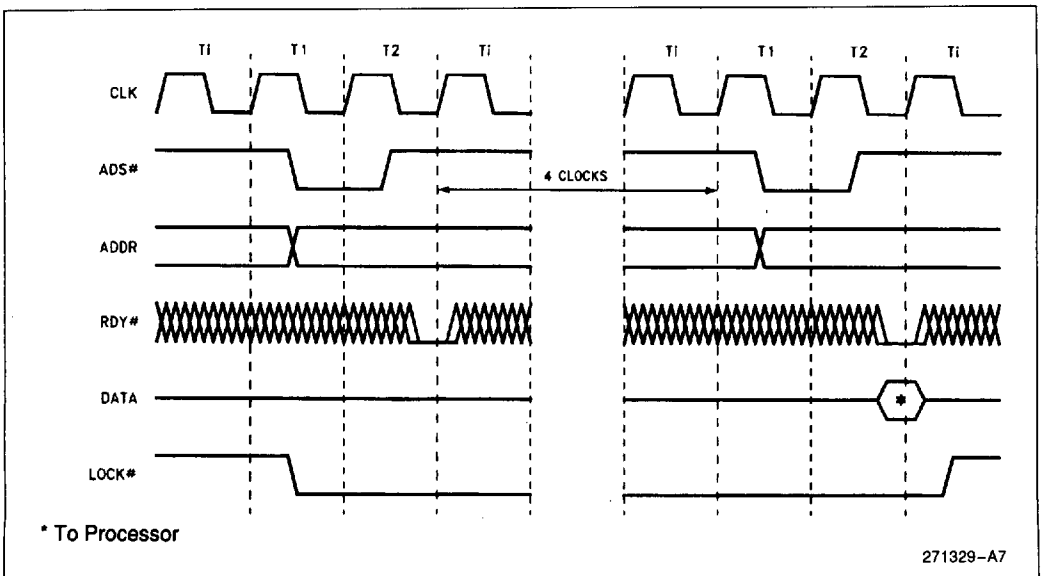 Ti T1 T2 Ti Ti T1 T2 Ti
CLK
ADS#
4 CLOCKS
ADDR
RDY#
DATA
*
LOCK#
* To Processor
271329-A7